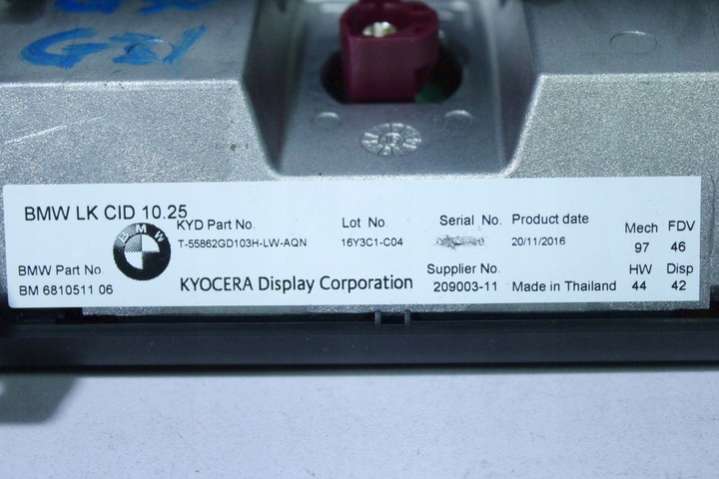 G31
BMW LK CID 10.25
BMW
KYD Part No
T-55862GD103H-LW-AQN
Lot No
16Y3C1-C04
Serial No.
Product date
20/11/2016
Mech FDV
97 46
BMW Part No
BM 6810511 06
KYOCERA Display Corporation
Supplier No.
209003-11
Made in Thailand
HW Disp
44 42